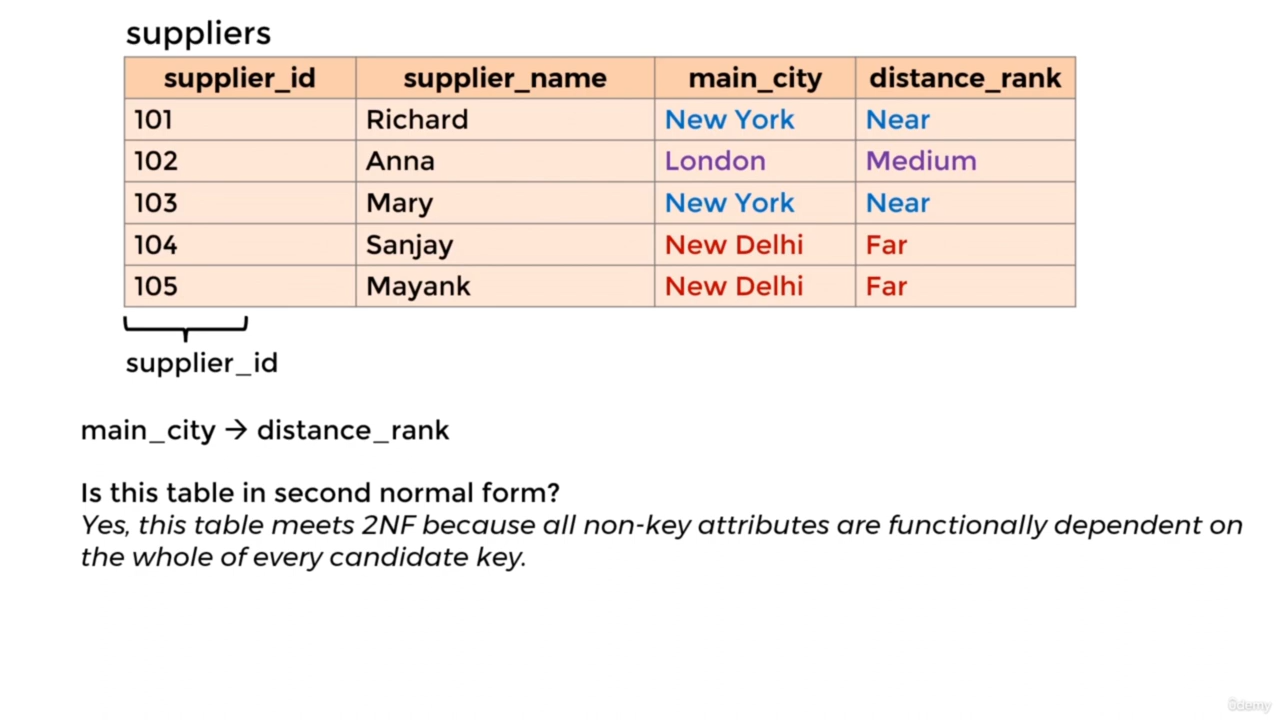 suppliers
supplier_id supplier_name main_city distance_rank
101 Richard New York Near
102 Anna London Medium
103 Mary New York Near
104 Sanjay New Delhi Far
105 Mayank New Delhi Far
supplier_id
main_city → distance_rank
Is this table in second normal form?
Yes, this table meets 2NF because all non-key attributes are functionally dependent on
the whole of every candidate key.
ûdemy